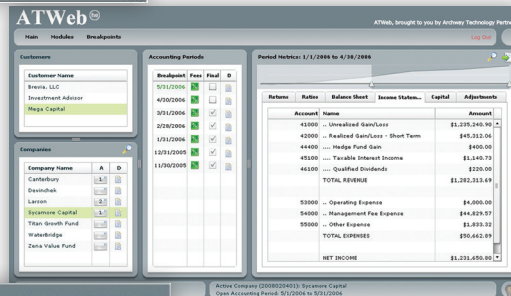 ATWeb
ATWeb, brought to you by Archway Technology Partne
Main Modules Breakpoints
Log Out
Customers
Customer Name
Brevia, LLC
Investment Advisor
Mega Capital
Companies
Company Name A D
Canterbury
Dexinchek
Larson 2
Sycamore Capital 1
Titan Growth Fund
WaterBridge
Zena Value Fund
Accounting Periods
Breakpoint Fees Final D
5/31/2006
4/30/2006
3/31/2006
2/28/2006
1/31/2006
12/31/2005
11/30/2005
Period Metrics: 1/1/2006 to 4/30/2006
Returns Ratios Balance Sheet Income Statem... Capital Adjustments
Account Name Amount
41000 .. Unrealized Gain/Loss $1,235,240.93
42000 .. Realized Gain/Loss - Short Term $45,312.06
44400 .... Hedge Fund Gain $400.00
45100 .... Taxable Interest Income $1,140.73
46100 .... Qualified Dividends $220.00
TOTAL REVENUE $1,282,313.69
53000 .. Operating Expense $4,000.00
54000 .. Management Fee Expense $44,829.57
55000 .. Other Expense $1,833.32
TOTAL EXPENSES $50,662.89
NET INCOME $1,231,650.00
Active Company (2008020401): Sycamore Capital
Open Accounting Period: 5/1/2006 to 5/31/2006